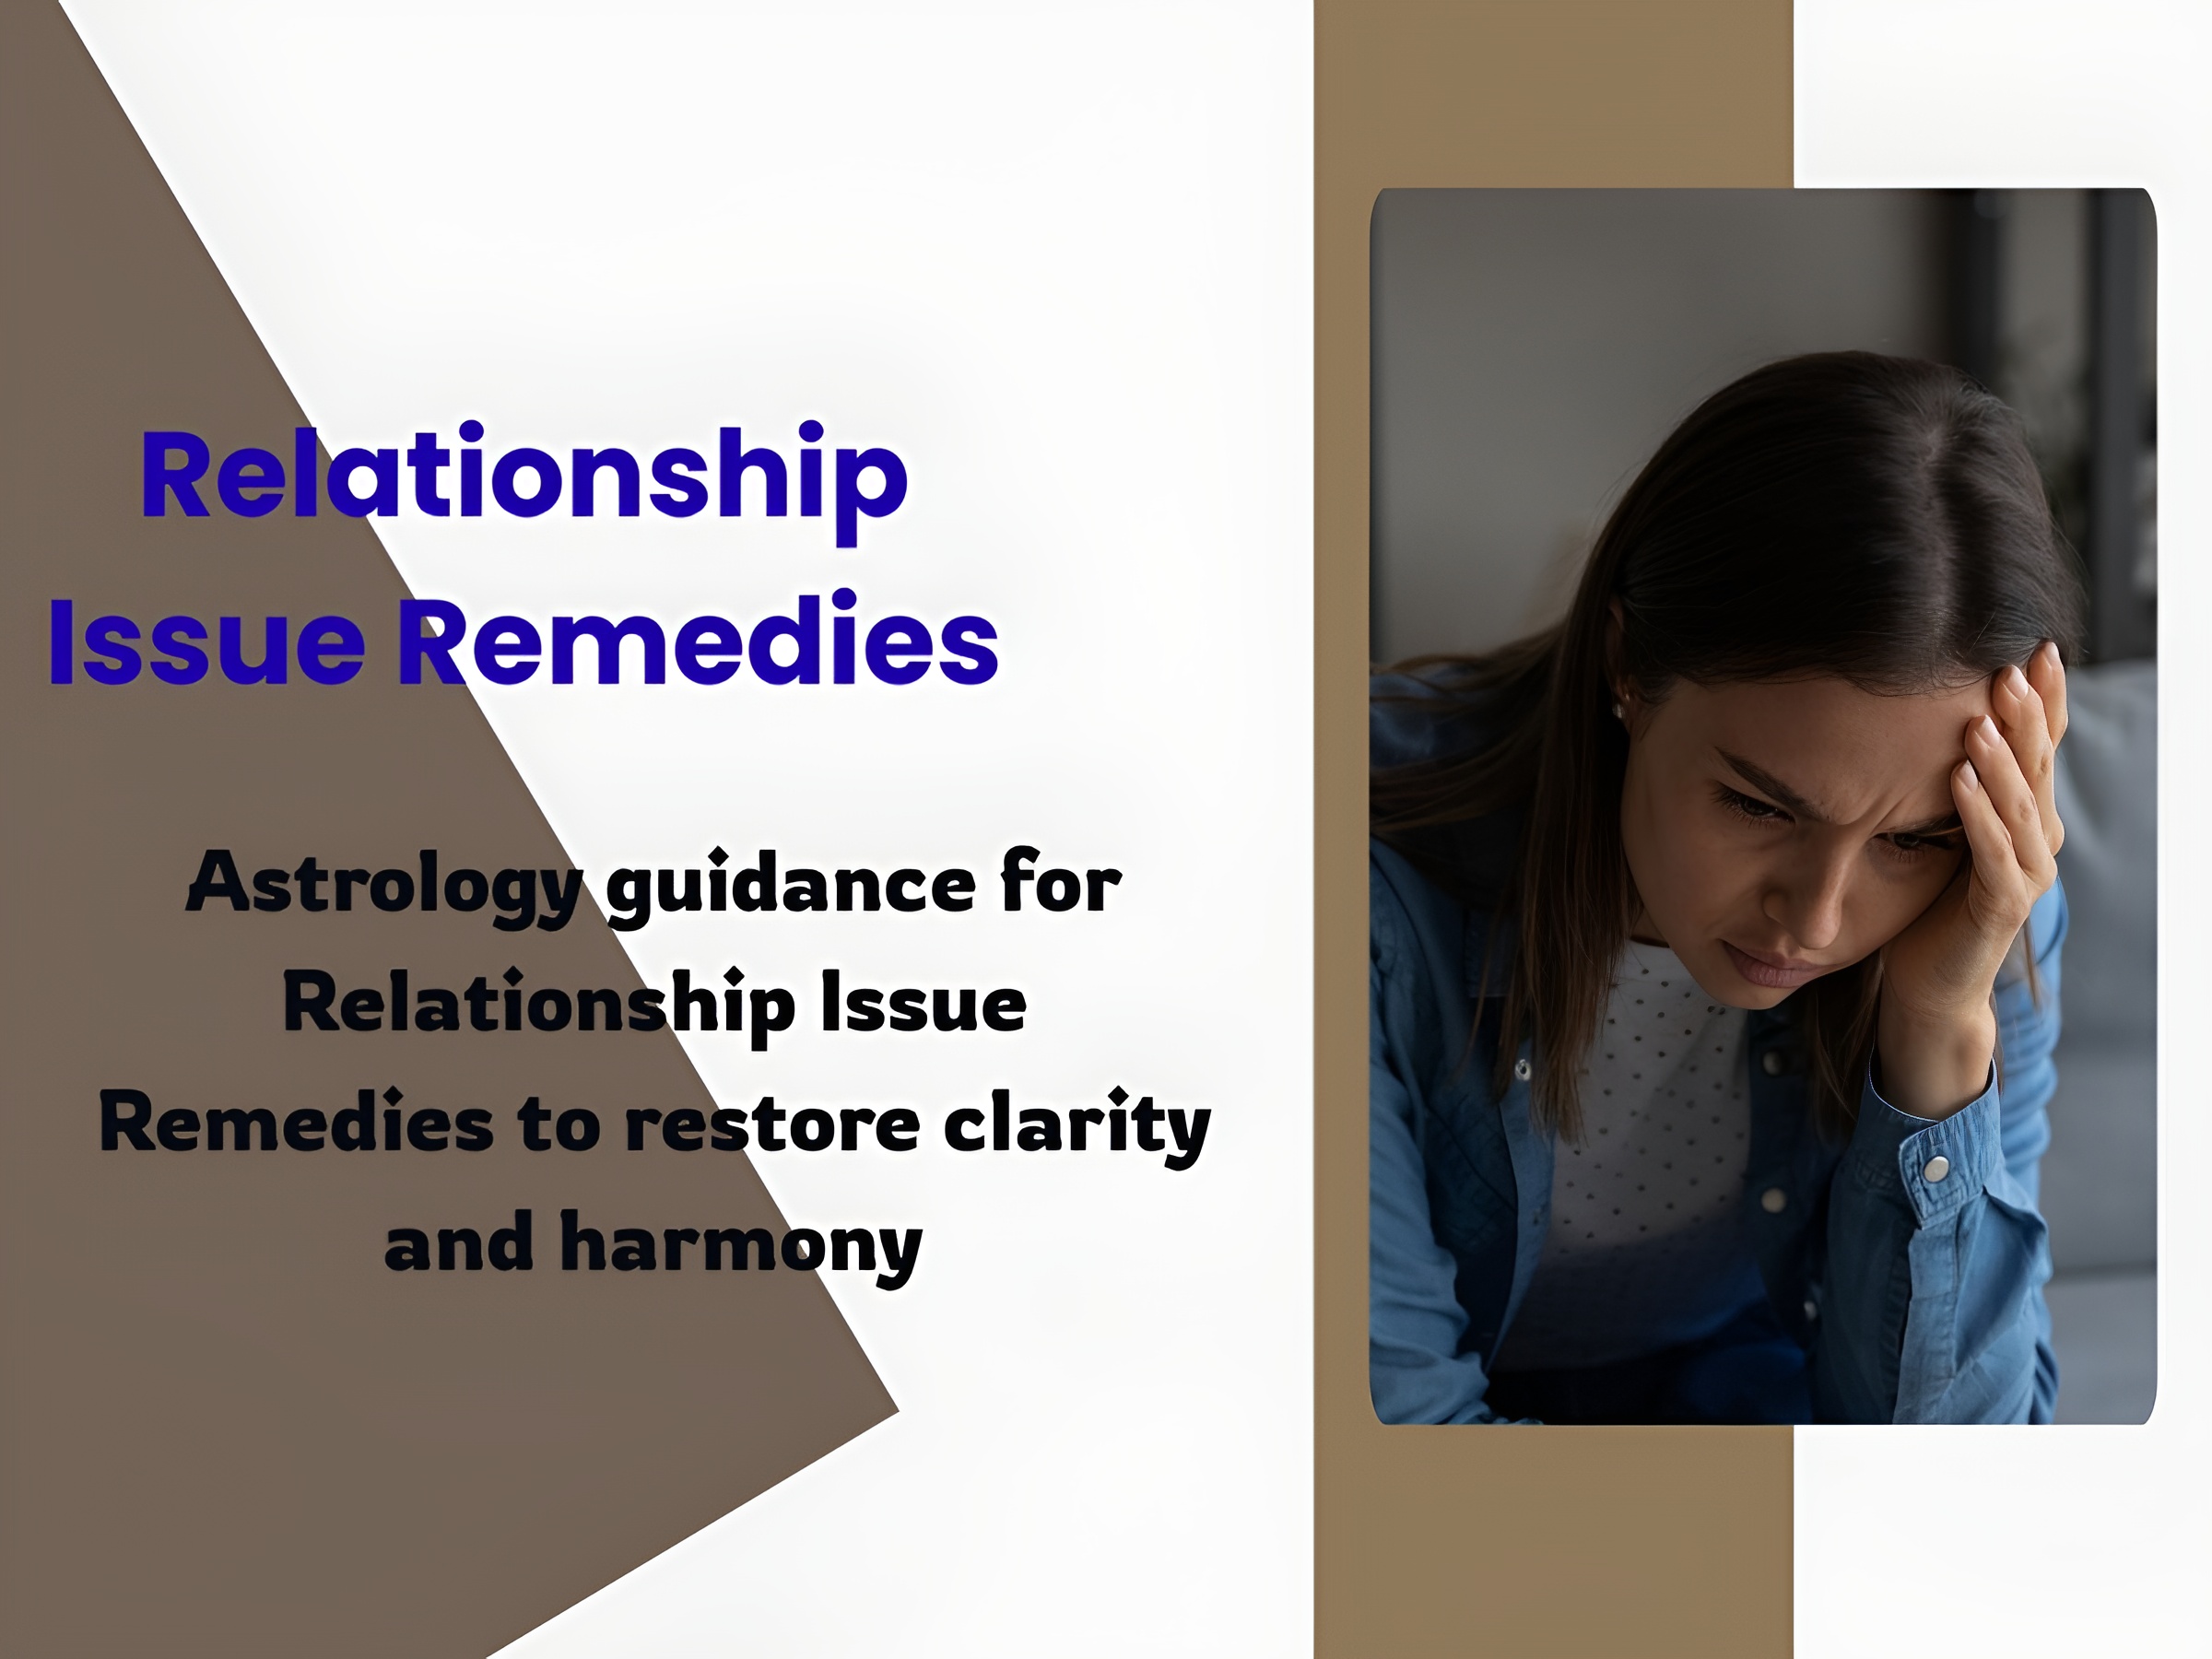 Relationship
Issue Remedies
Astrology guidance for
Relationship Issue
Remedies to restore clarity
and harmony